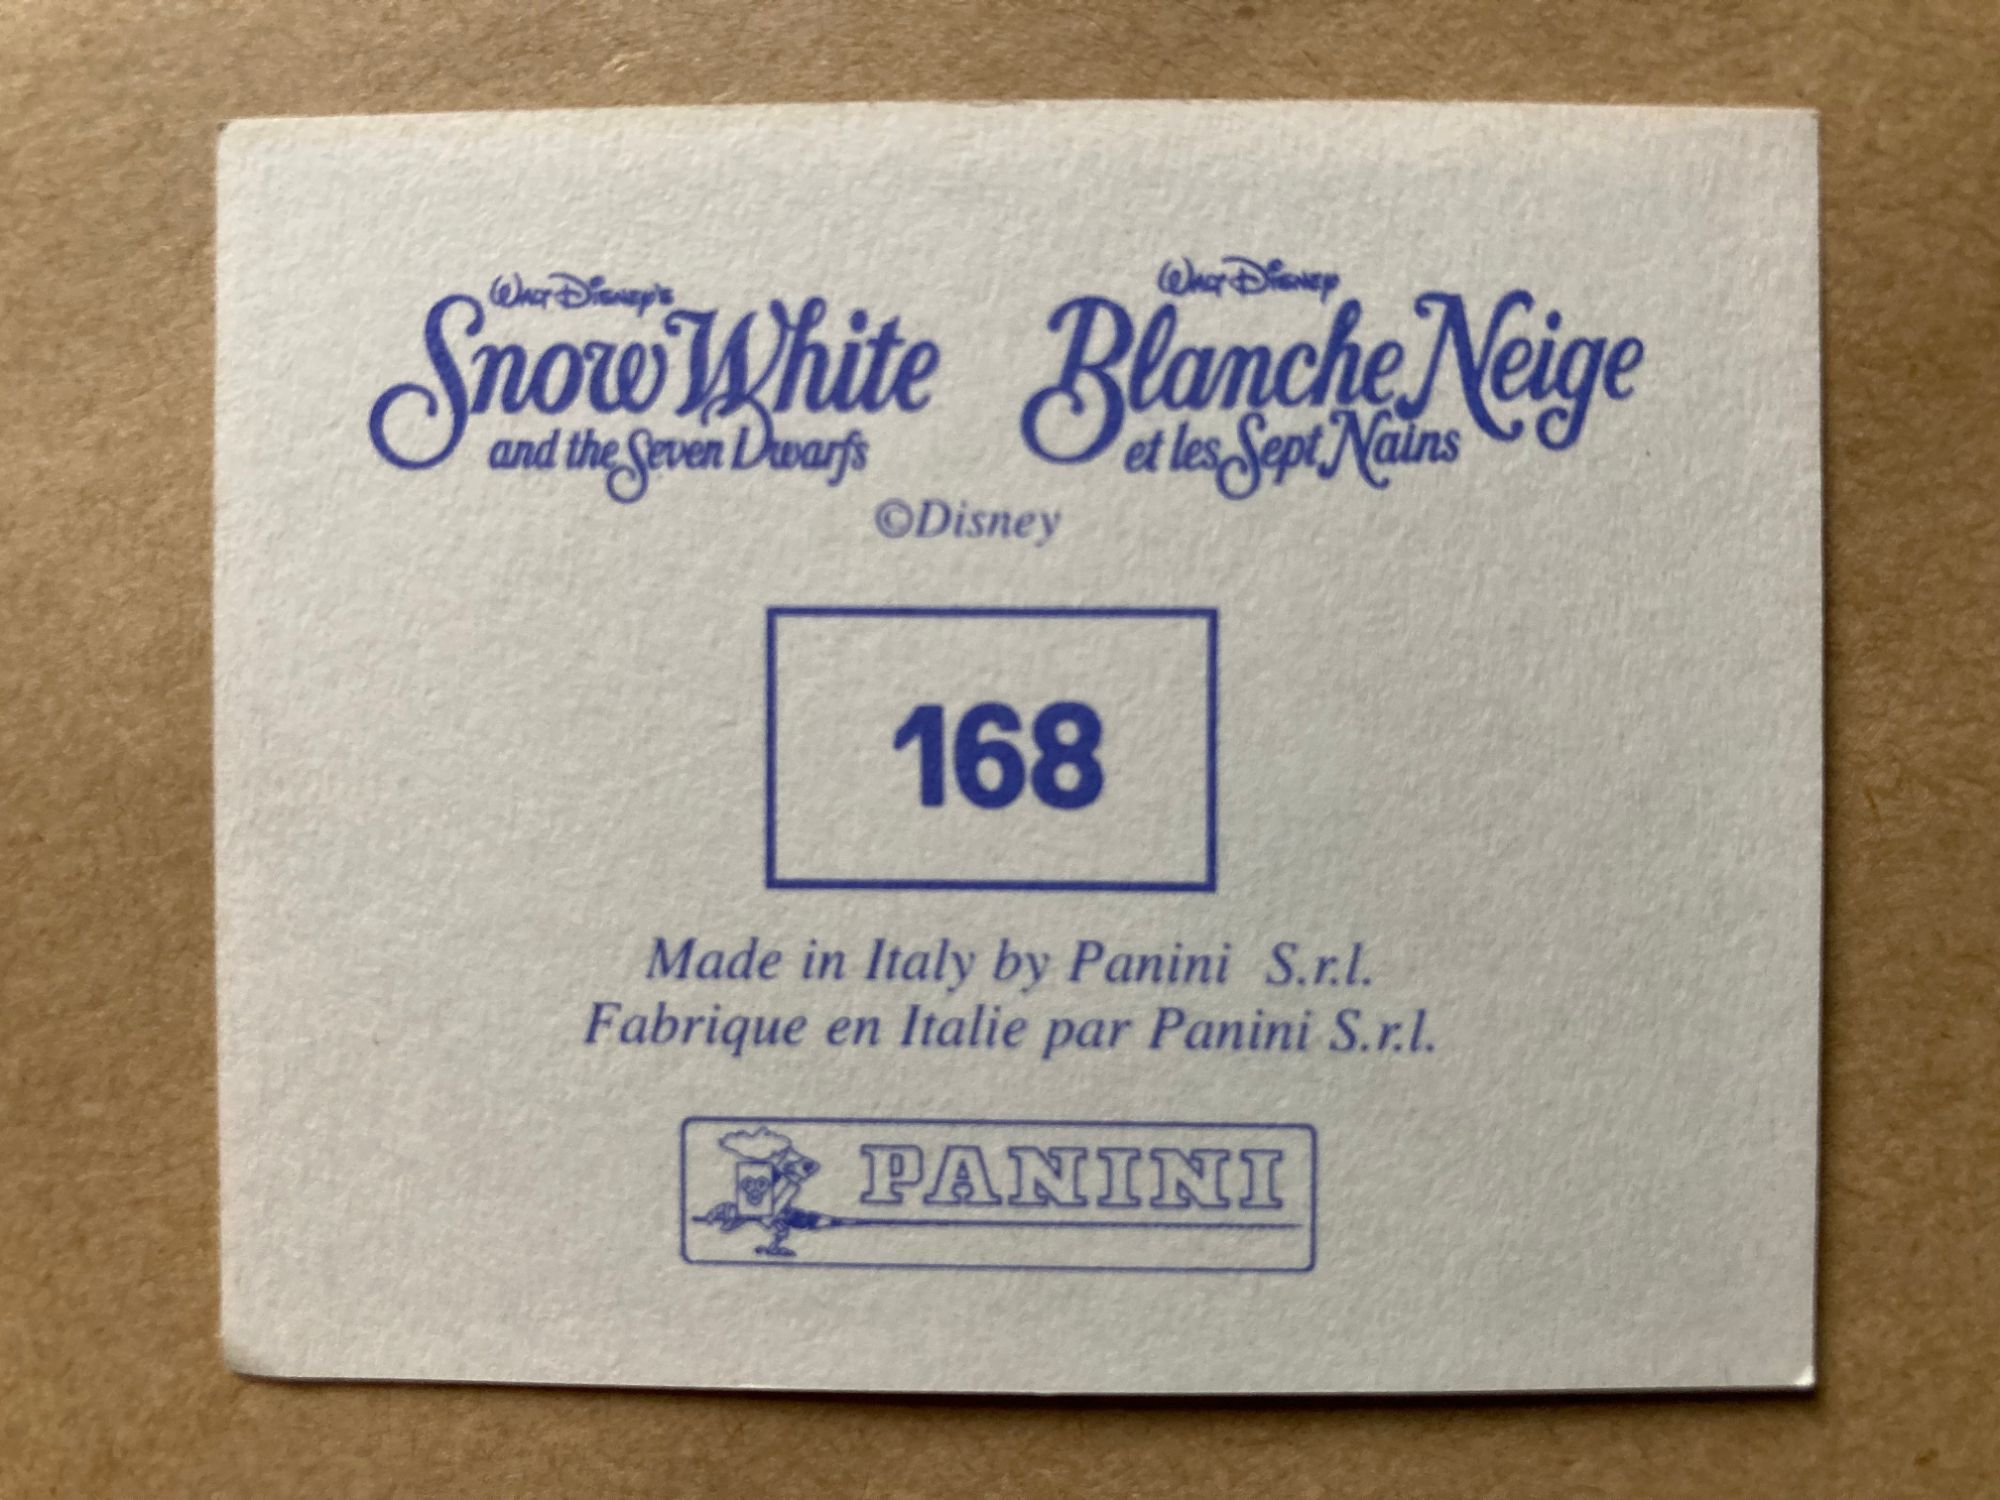 Walt Disney's
Snow White
and the Seven Dwarfs
Walt Disney
Blanche Neige
et les Sept Nains
©Disney
168
Made in Italy by Panini S.r.l.
Fabrique en Italie par Panini S.r.l.
PANINI